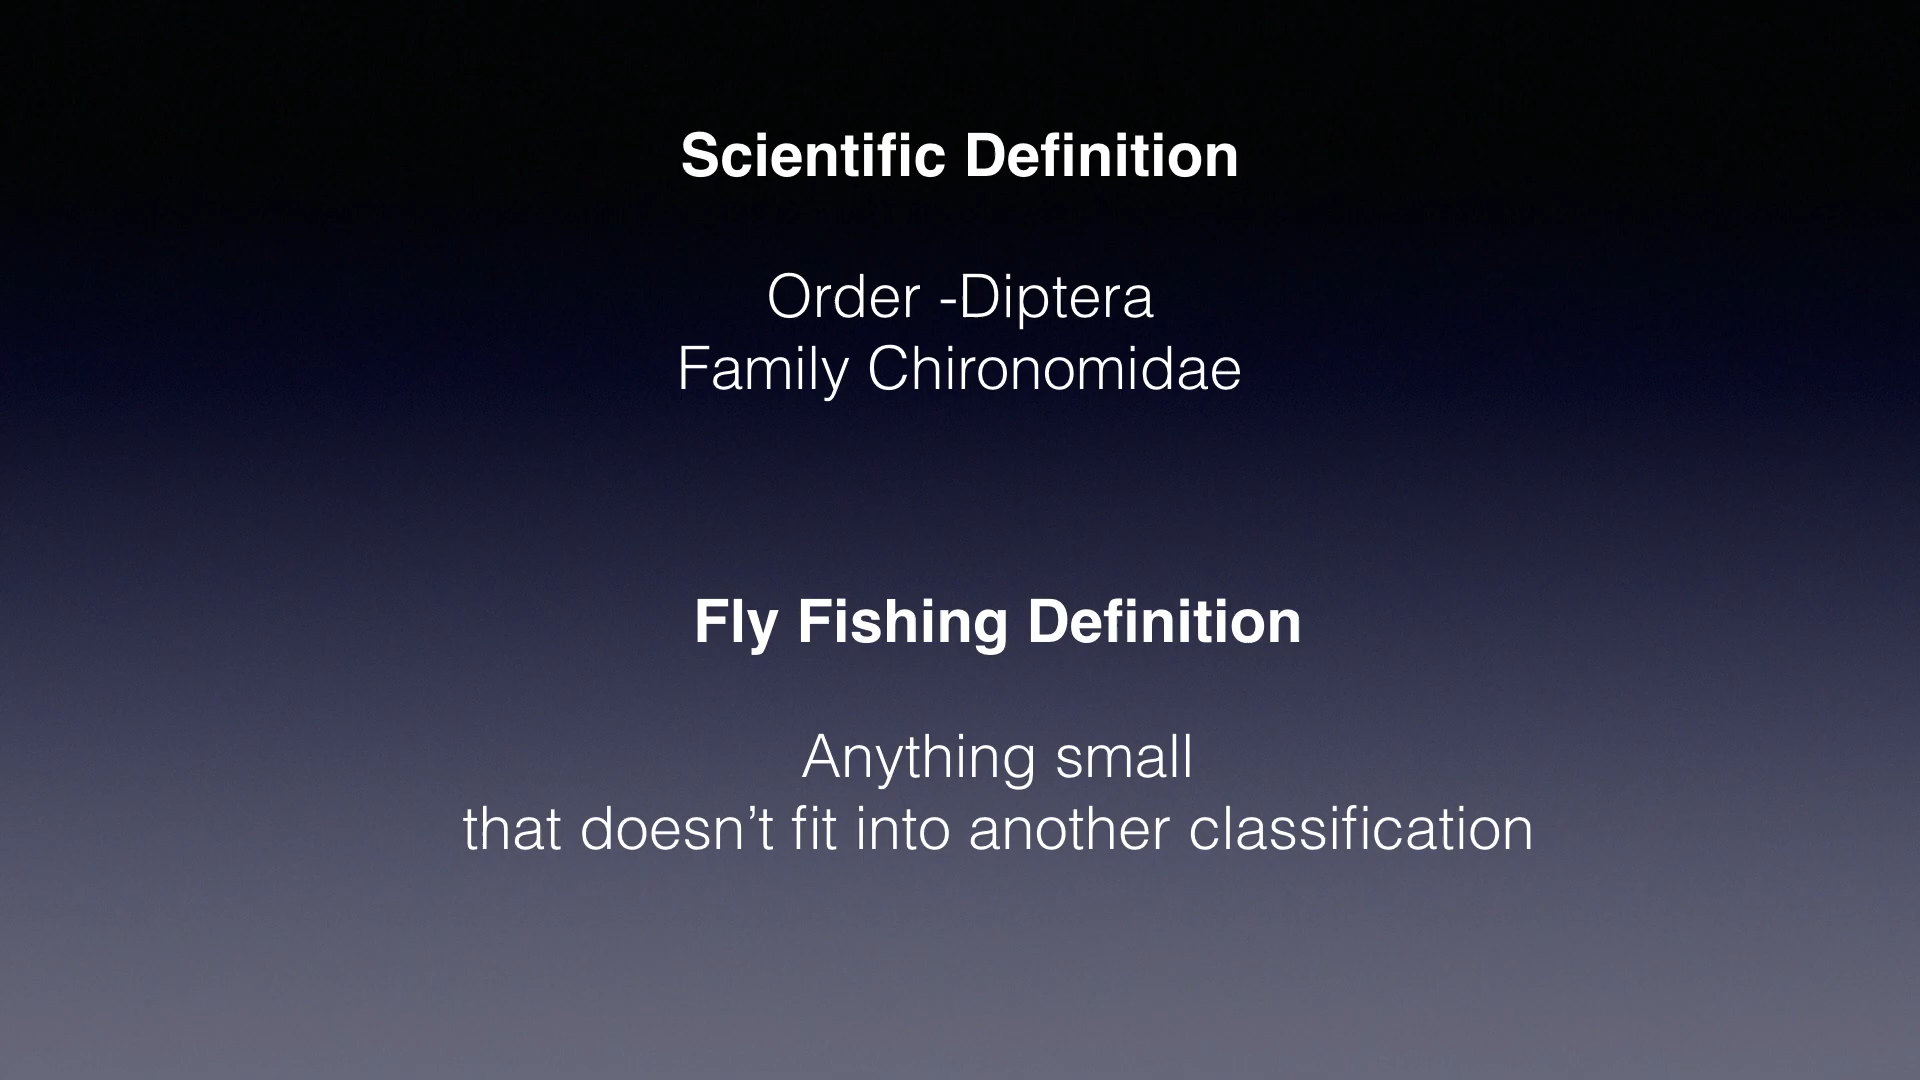 Scientific Definition
Order -Diptera
Family Chironomidae
Fly Fishing Definition
Anything small
that doesn’t fit into another classification